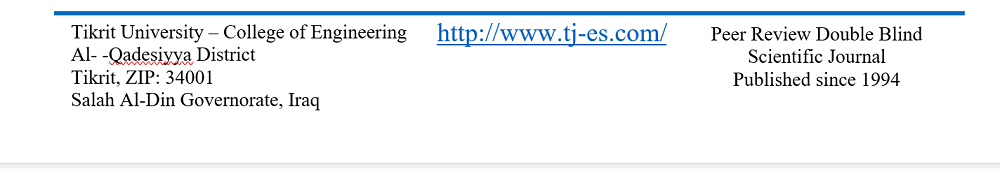 Tikrit University – College of Engineering
Al- -Qadesiyya District
Tikrit, ZIP: 34001
Salah Al-Din Governorate, Iraq
http://www.tj-es.com/
Peer Review Double Blind
Scientific Journal
Published since 1994